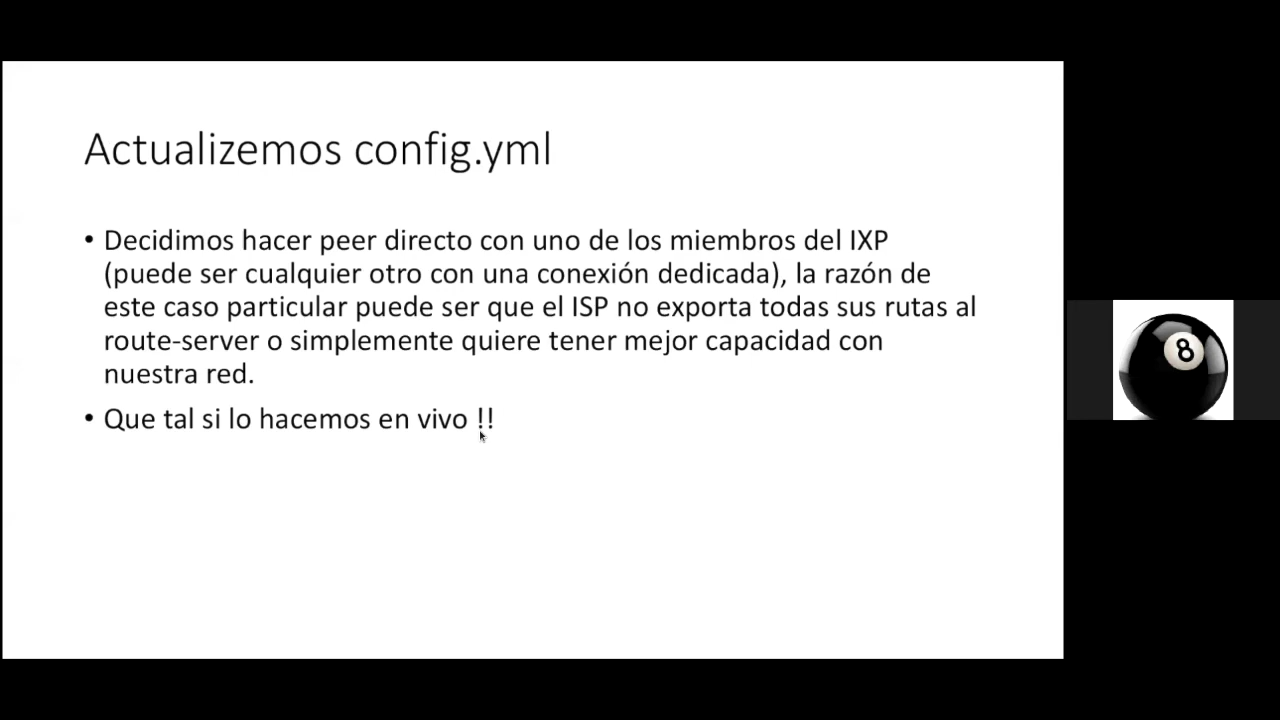 Actualizemos config.yml
• Decidimos hacer peer directo con uno de los miembros del IXP
(puede ser cualquier otro con una conexión dedicada), la razón de
este caso particular puede ser que el ISP no exporta todas sus rutas al
route-server o simplemente quiere tener mejor capacidad con
nuestra red.
• Que tal si lo hacemos en vivo !!
8